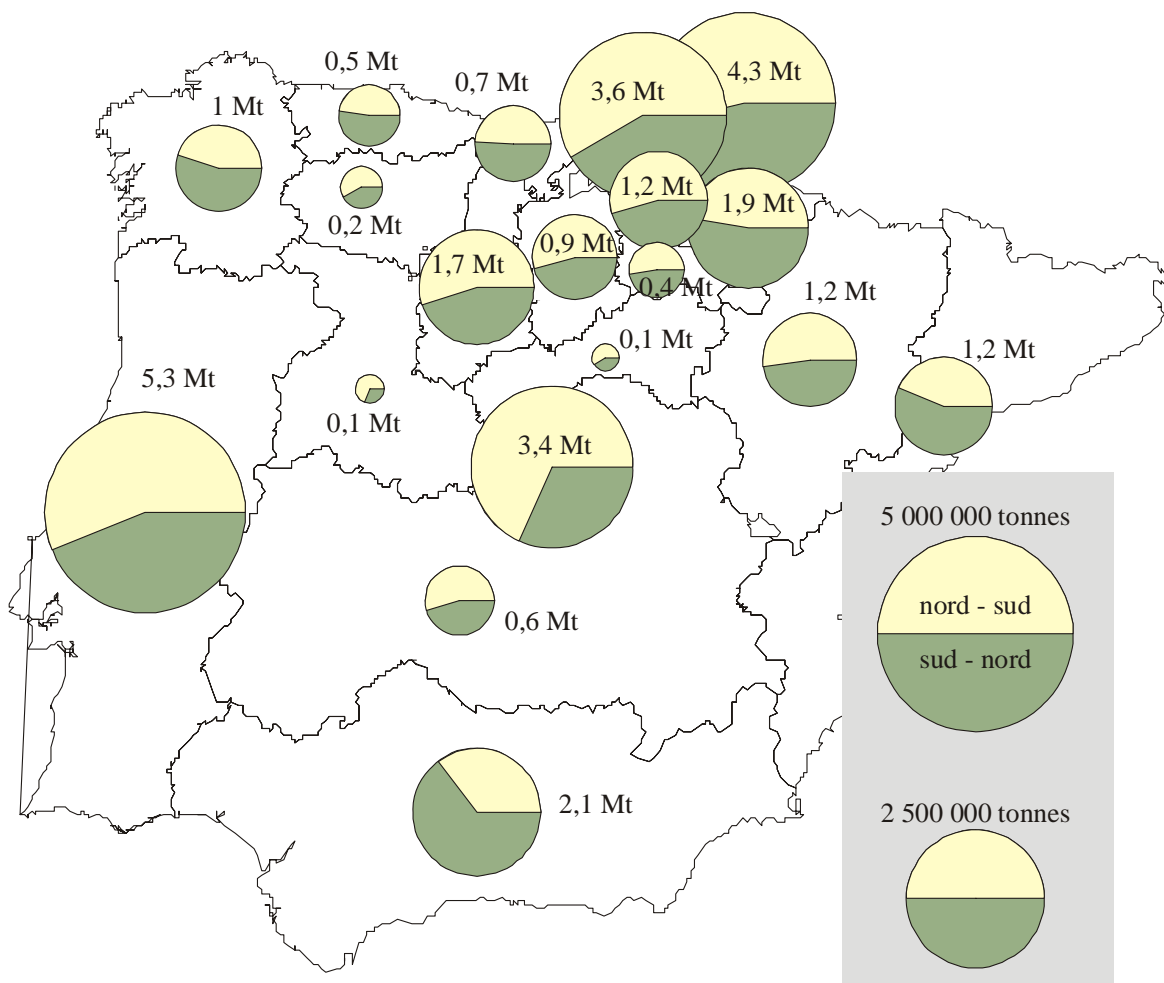 0,5 Mt
0,7 Mt
4,3 Mt
3,6 Mt
1 Mt
1,2 Mt
1,9 Mt
0,2 Mt
0,9 Mt
1,7 Mt
0,4 Mt
1,2 Mt
0,1 Mt
1,2 Mt
5,3 Mt
0,1 Mt
3,4 Mt
5 000 000 tonnes
nord - sud
sud - nord
0,6 Mt
2,1 Mt
2 500 000 tonnes